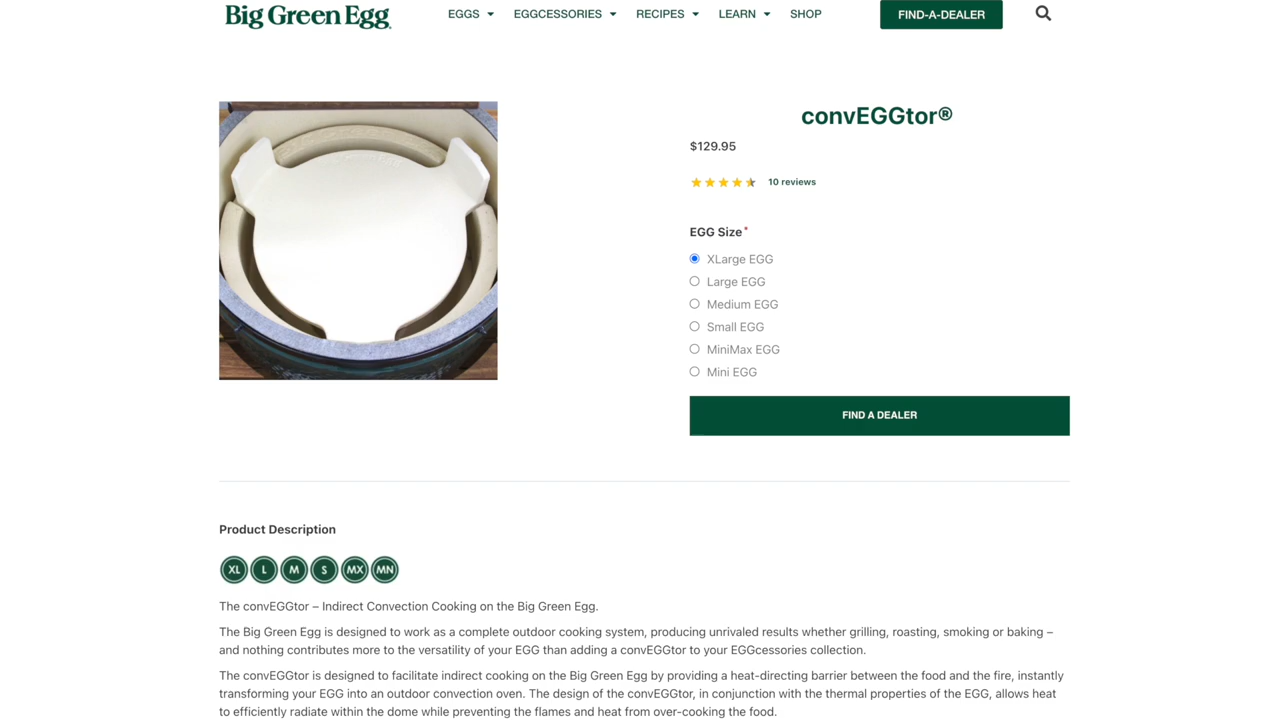 Big Green Egg
EGGS EGGCESSORIES RECIPES LEARN SHOP FIND-A-DEALER
convEGGtor®
$129.95
10 reviews
EGG Size*
XLarge EGG
Large EGG
Medium EGG
Small EGG
MiniMax EGG
Mini EGG
FIND A DEALER
Product Description
XL L M S MX MN
The convEGGtor – Indirect Convection Cooking on the Big Green Egg.
The Big Green Egg is designed to work as a complete outdoor cooking system, producing unrivaled results whether grilling, roasting, smoking or baking –
and nothing contributes more to the versatility of your EGG than adding a convEGGtor to your EGGcessories collection.
The convEGGtor is designed to facilitate indirect cooking on the Big Green Egg by providing a heat-directing barrier between the food and the fire, instantly
transforming your EGG into an outdoor convection oven. The design of the convEGGtor, in conjunction with the thermal properties of the EGG, allows heat
to efficiently radiate within the dome while preventing the flames and heat from over-cooking the food.